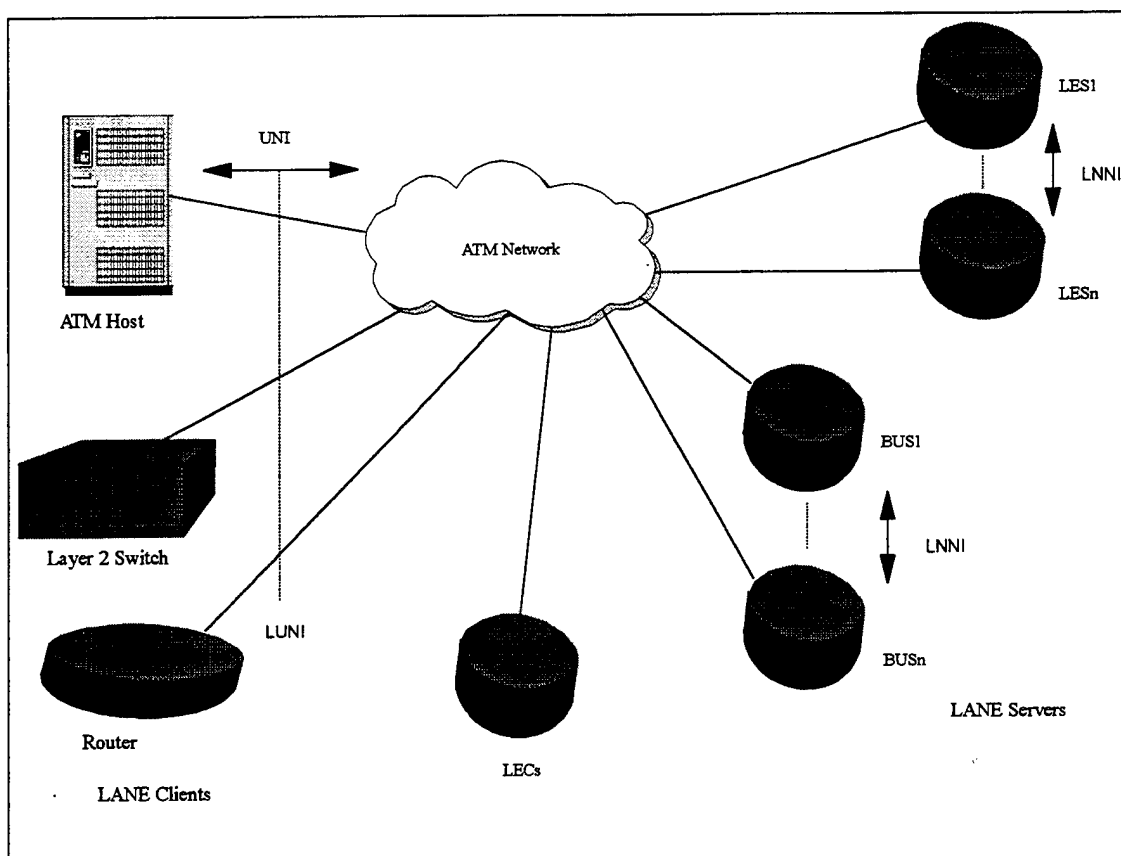 LES1
UNI
LNNI
ATM Network
LESn
ATM Host
BUS1
Layer 2 Switch
LNNI
LUNI
BUSn
LANE Servers
Router
LECs
LANE Clients